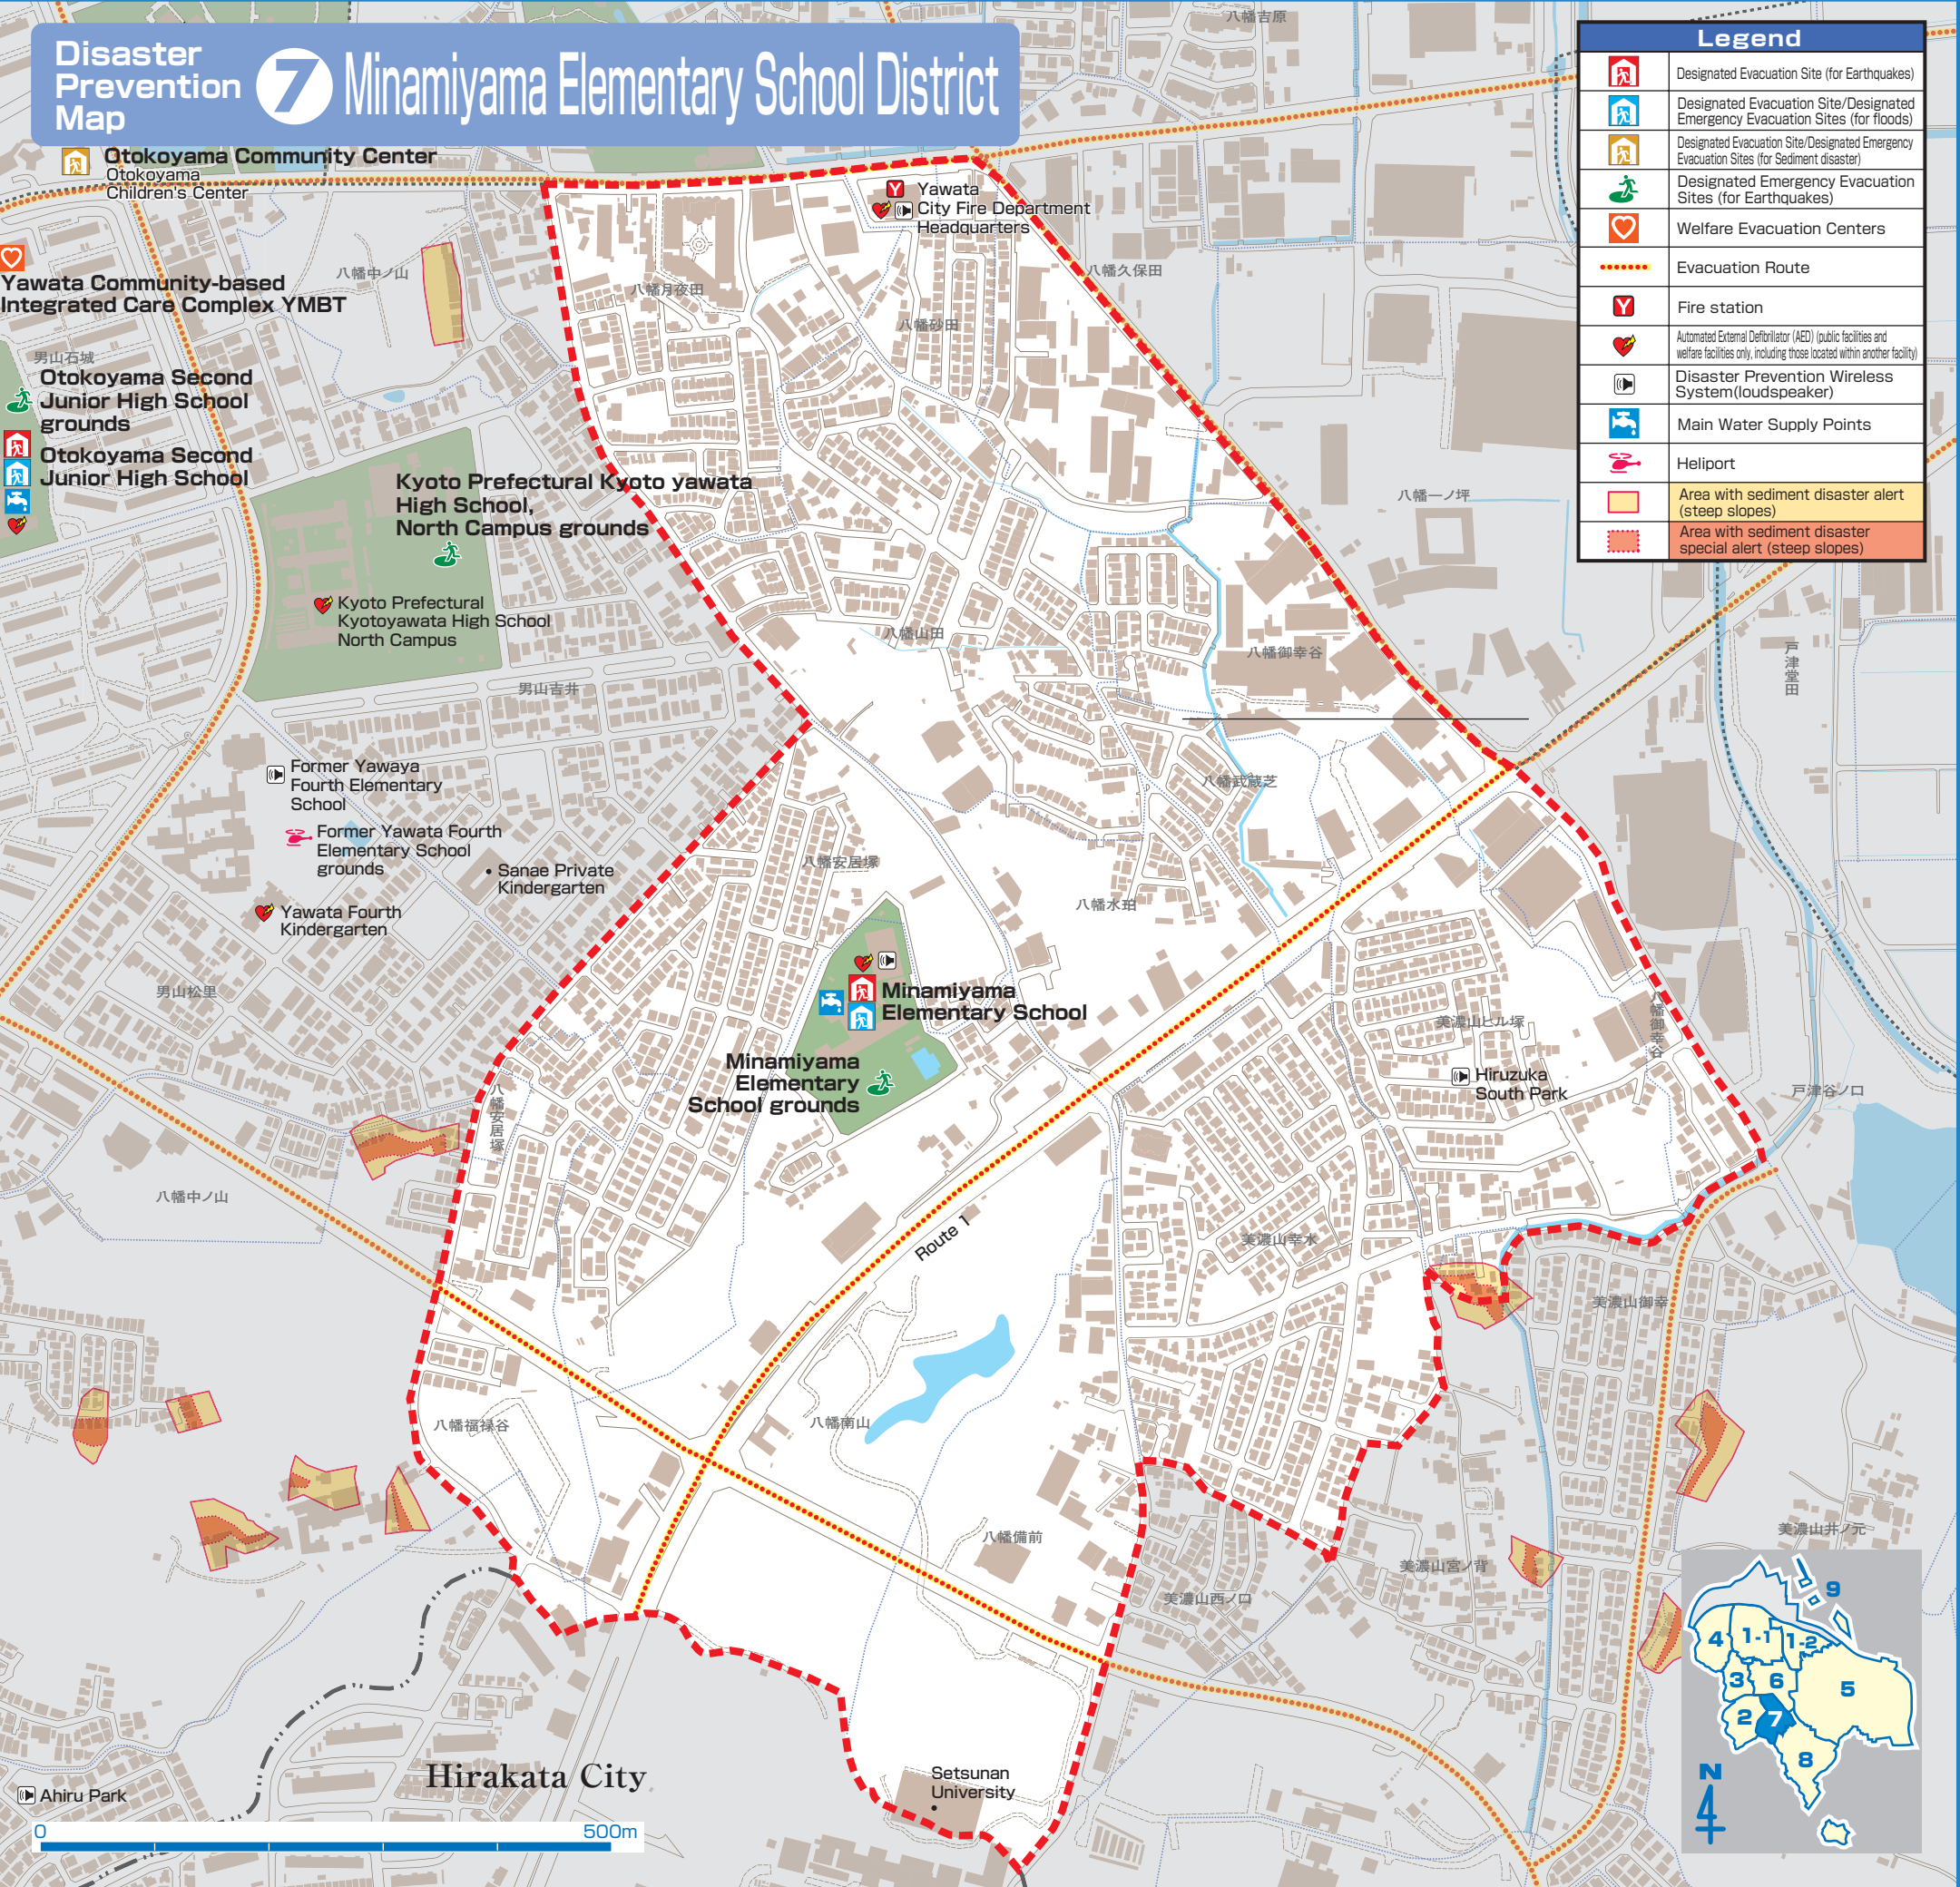 Disaster
Prevention
Map
7
Minamiyama Elementary School District
Legend
Designated Evacuation Site (for Earthquakes)
Designated Evacuation Site/Designated
Emergency Evacuation Sites (for floods)
Designated Evacuation Site/Designated Emergency
Evacuation Sites (for Sediment disaster)
Designated Emergency Evacuation
Sites (for Earthquakes)
Welfare Evacuation Centers
Evacuation Route
Y
Fire station
Automated External Defibrillator (AED) (public facilities and
welfare facilities only, including those located within another facility)
Disaster Prevention Wireless
System(loudspeaker)
Main Water Supply Points
Heliport
Area with sediment disaster alert
(steep slopes)
Area with sediment disaster
special alert (steep slopes)
八幡吉原
Otokoyama Community Center
Otokoyama
Children's Center
Y
Yawata
City Fire Department
Headquarters
八幡中ノ山
八幡久保田
八幡月夜田
八幡砂田
Yawata Community-based
Integrated Care Complex YMBT
男山石城
Otokoyama Second
Junior High School
grounds
Otokoyama Second
Junior High School
Kyoto Prefectural Kyoto yawata
High School,
North Campus grounds
八幡一ノ坪
Kyoto Prefectural
Kyotoyawata High School
North Campus
八幡山田
八幡御幸谷
戸津堂田
男山吉井
Former Yawaya
Fourth Elementary
School
八幡武蔵芝
Former Yawata Fourth
Elementary School
grounds
Sanae Private
Kindergarten
八幡安居塚
八幡水珀
Yawata Fourth
Kindergarten
男山松里
Minamiyama
Elementary School
美濃山ヒル塚
八幡御幸谷
Minamiyama
Elementary
School grounds
Hiruzuka
South Park
戸津谷ノ口
八幡安居塚
八幡中ノ山
Route 1
美濃山幸水
美濃山御幸
八幡福禄谷
八幡南山
八幡備前
美濃山井ノ元
美濃山宮ノ背
美濃山西ノ口
9
4
1-1
1-2
3
6
5
2
7
8
N
Hirakata City
Setsunan
University
Ahiru Park
0
500m